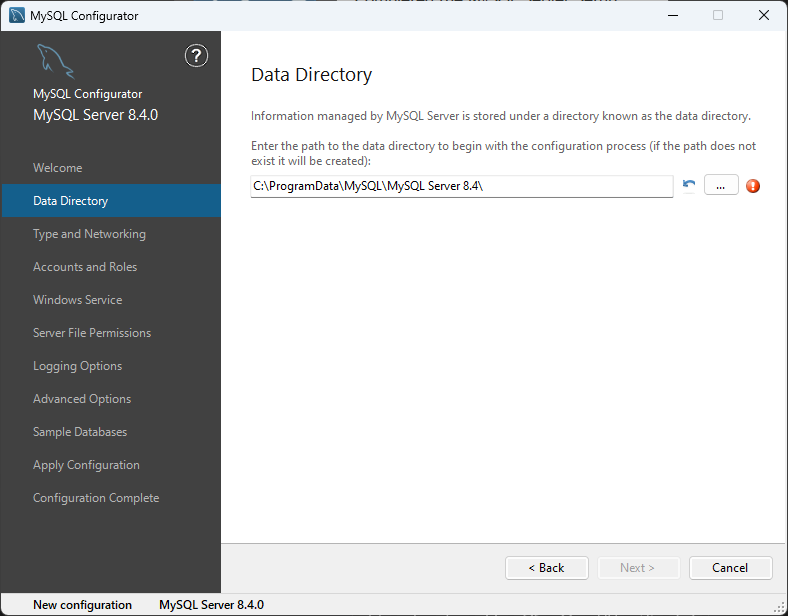 MySQL Configurator
?
MySQL Configurator
MySQL Server 8.4.0
Welcome
Data Directory
Type and Networking
Accounts and Roles
Windows Service
Server File Permissions
Logging Options
Advanced Options
Sample Databases
Apply Configuration
Configuration Complete
Data Directory
Information managed by MySQL Server is stored under a directory known as the data directory.
Enter the path to the data directory to begin with the configuration process (if the path does not
exist it will be created):
C:\ProgramData\MySQL\MySQL Server 8.4\
...
!
< Back
Next >
Cancel
New configuration
MySQL Server 8.4.0